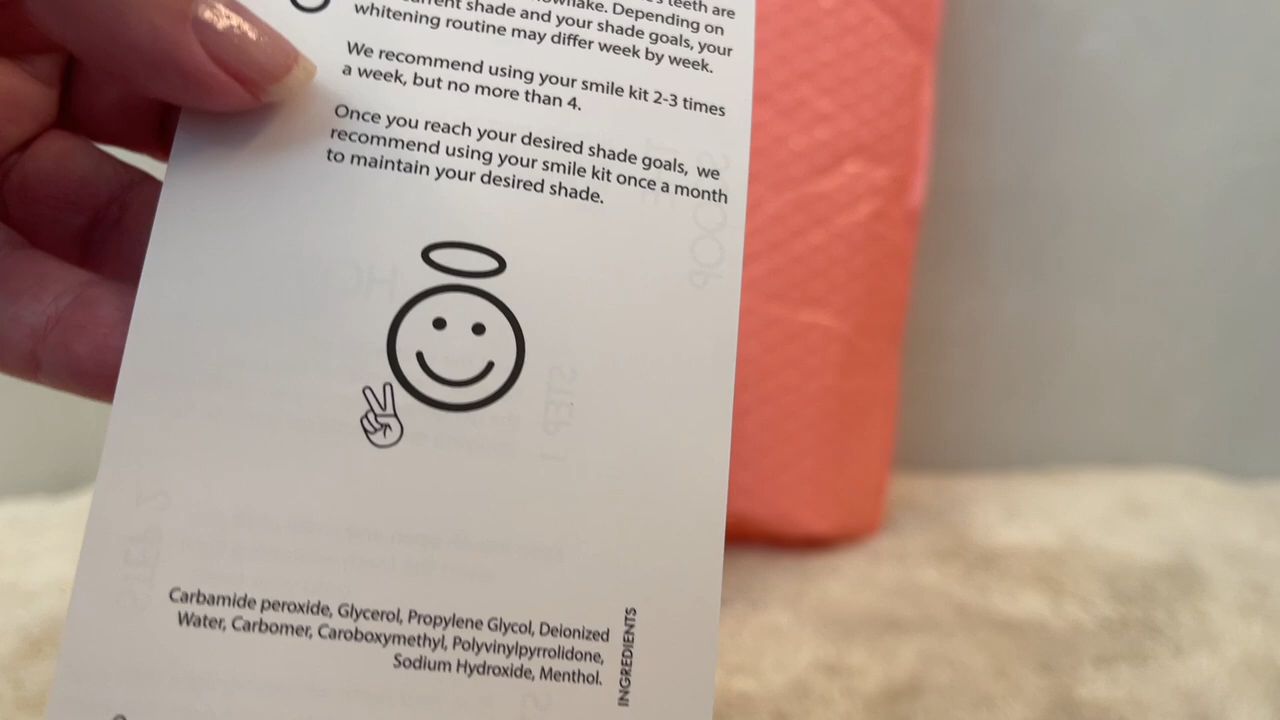 teeth are
snowflake. Depending on
current shade and your shade goals, your
whitening routine may differ week by week.
We recommend using your smile kit 2-3 times
a week, but no more than 4.
Once you reach your desired shade goals, we
recommend using your smile kit once a month
to maintain your desired shade.
Carbamide peroxide, Glycerol, Propylene Glycol, Deionized
Water, Carbomer, Caroboxymethyl, Polyvinylpyrrolidone,
Sodium Hydroxide, Menthol.
INGREDIENTS